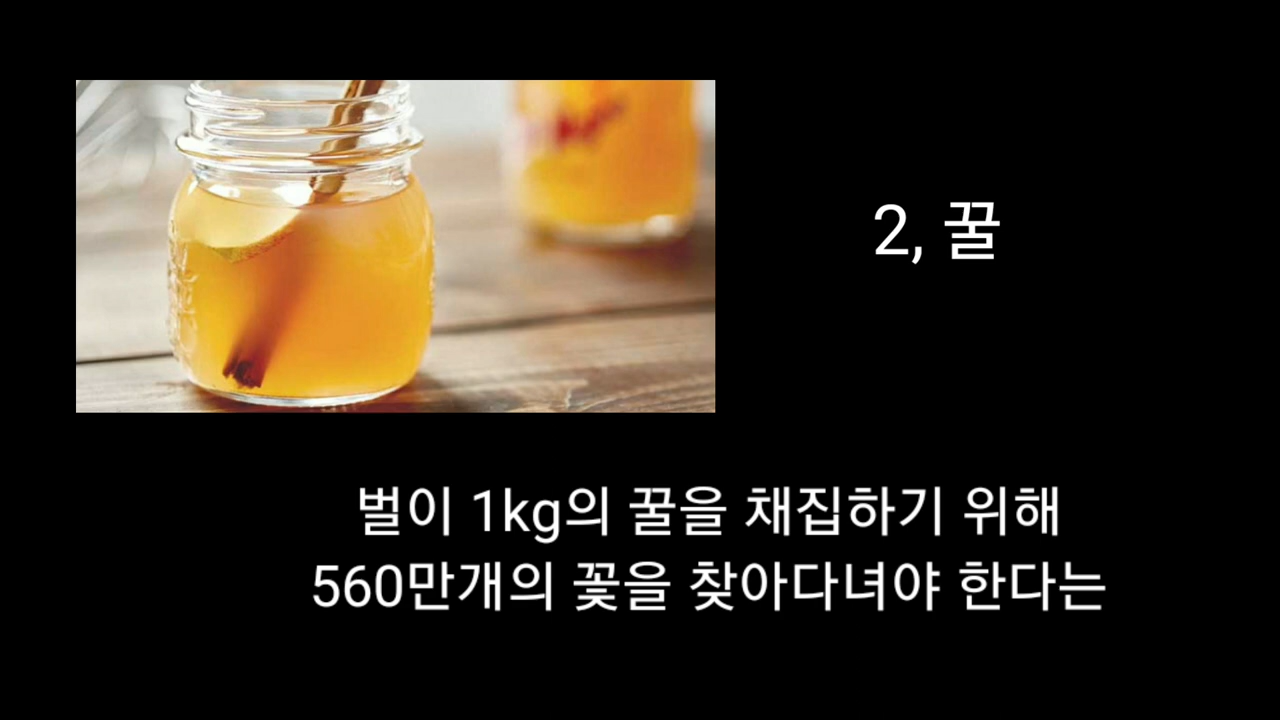 2, 꿀
벌이 1kg의 꿀을 채집하기 위해
560만개의 꽃을 찾아다녀야 한다는